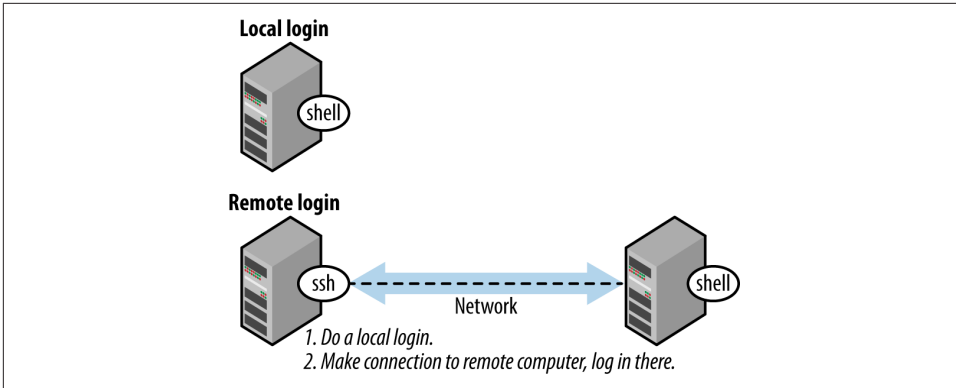 Local login
shell
Remote login
ssh
shell
Network
1. Do a local login.
2. Make connection to remote computer, log in there.